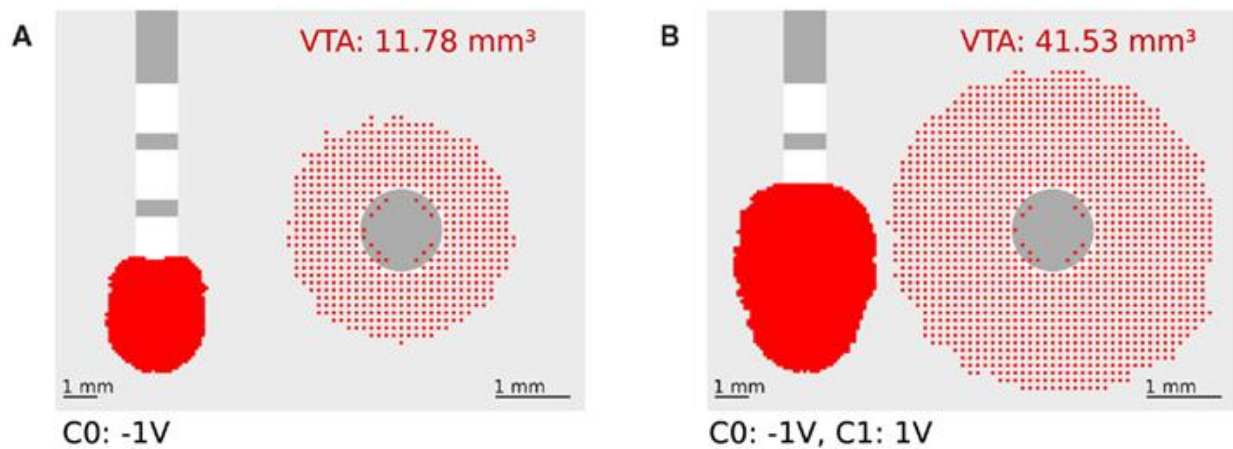 A
VTA: 11.78 mm³
1 mm
1 mm
C0: -1V
B
VTA: 41.53 mm³
1 mm
1 mm
C0: -1V, C1: 1V